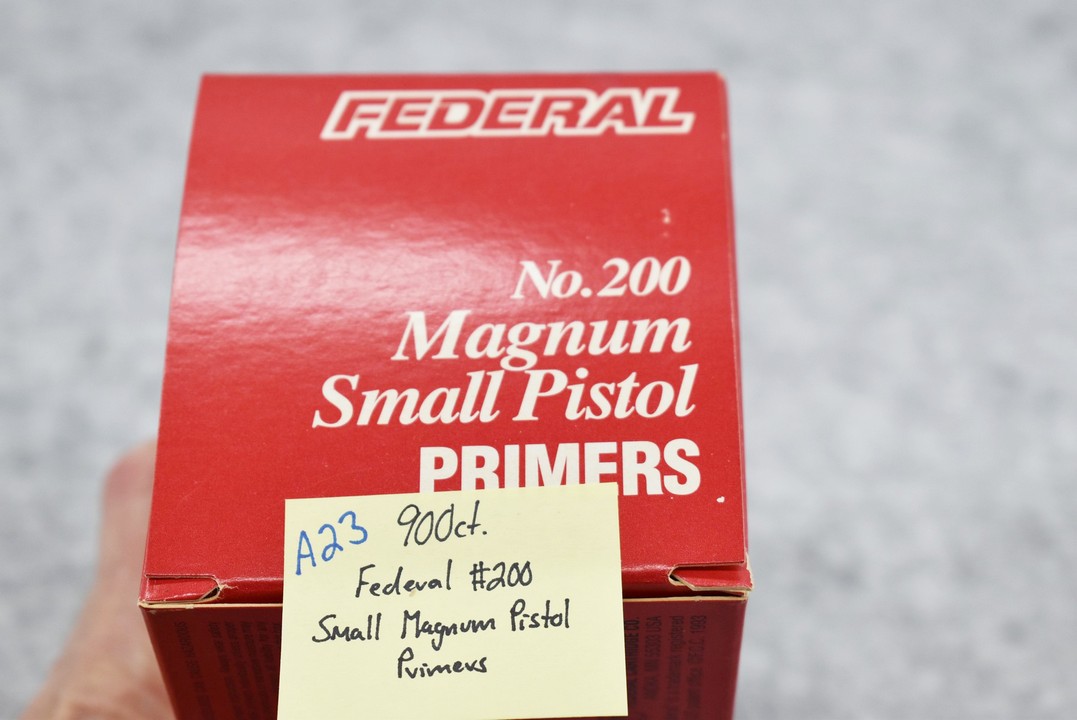 FEDERAL
No. 200
Magnum
Small Pistol
PRIMERS
A23 900ct.
Federal #200
Small Magnum Pistol
Primers